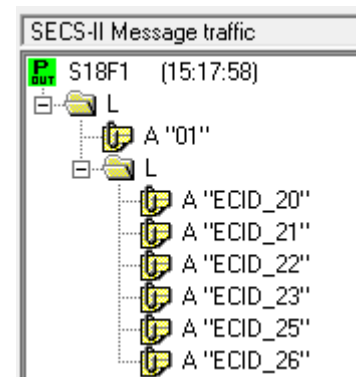 SECS-II Message traffic
P OUT S18F1 (15:17:58)
L
A "01"
L
A "ECID_20"
A "ECID_21"
A "ECID_22"
A "ECID_23"
A "ECID_25"
A "ECID_26"